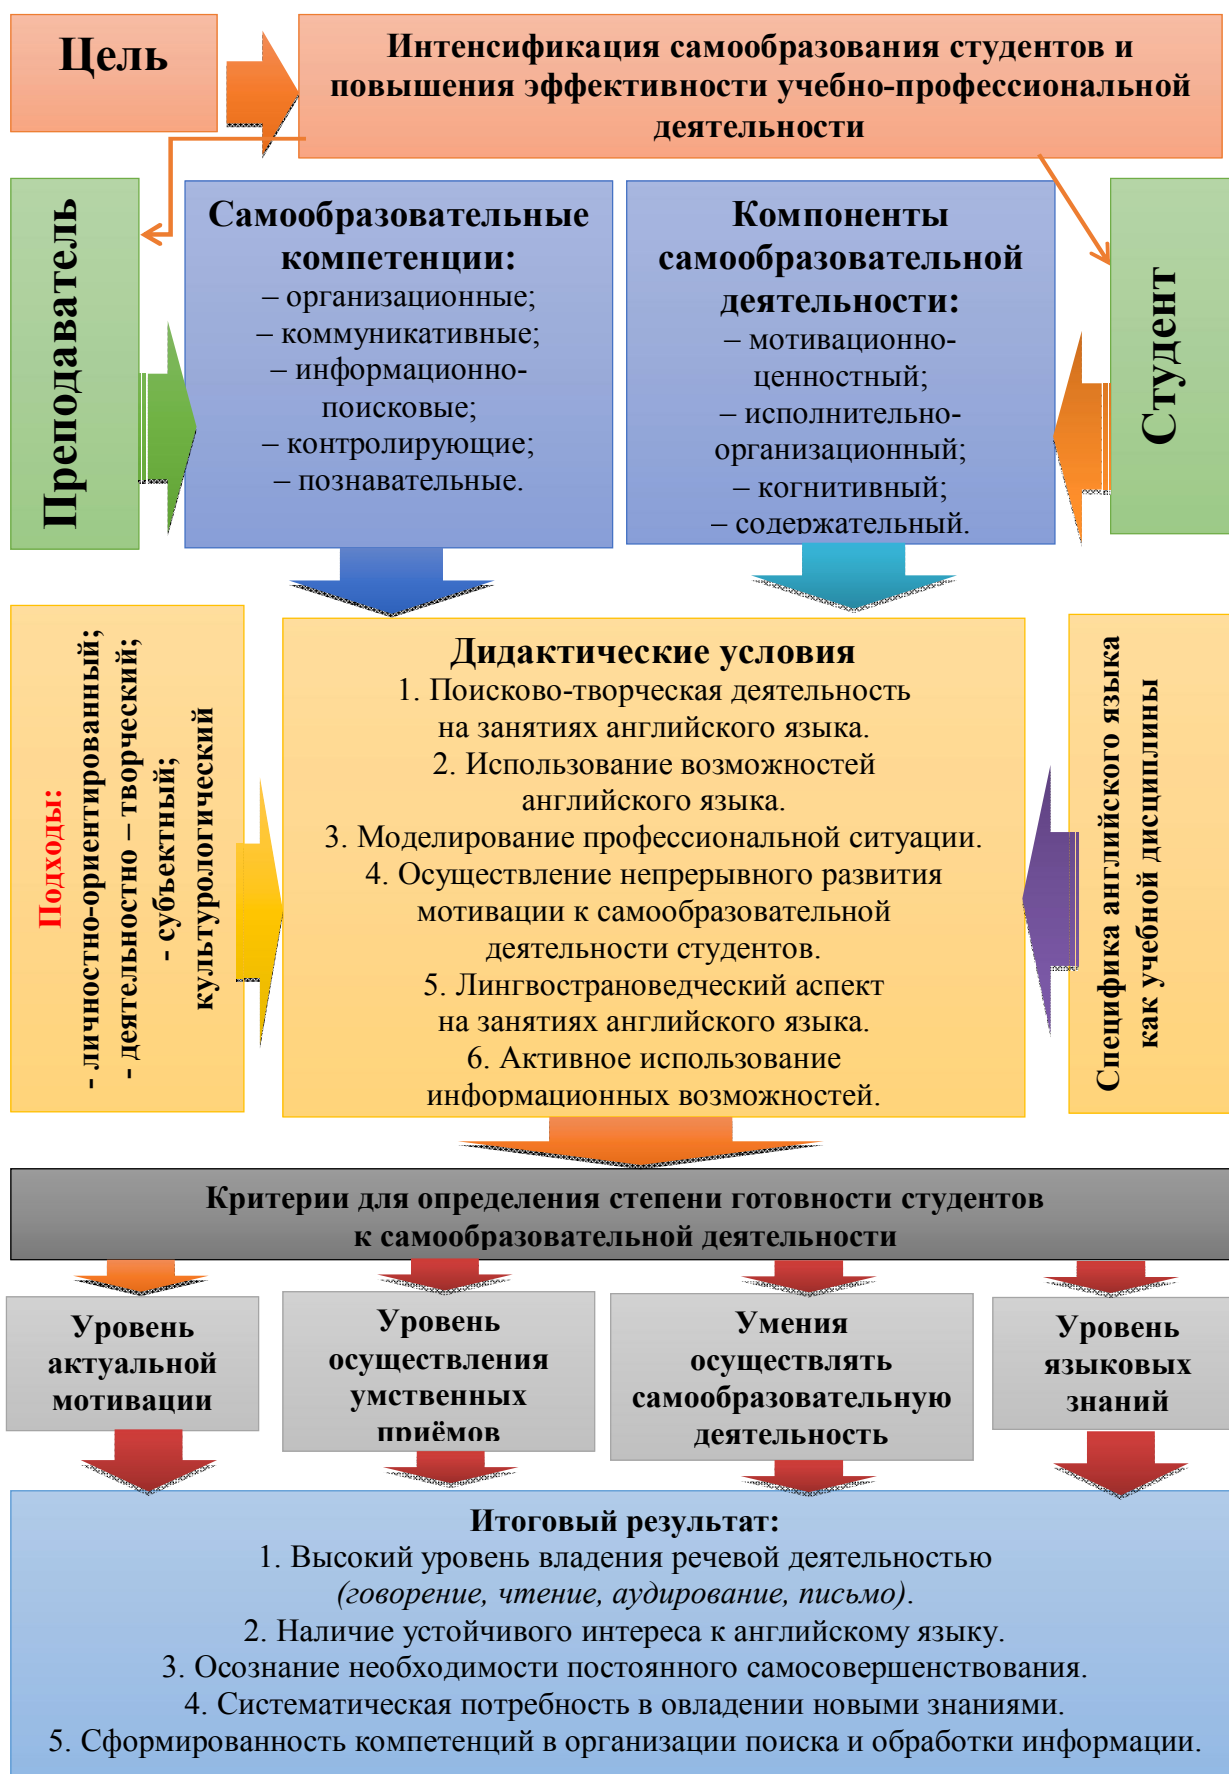 Цель
Интенсификация самообразования студентов и
повышения эффективности учебно-профессиональной
деятельности
Преподаватель
Самообразовательные
компетенции:
– организационные;
– коммуникативные;
– информационно-
поисковые;
– контролирующие;
– познавательные.
Компоненты
самообразовательной
деятельности:
– мотивационно-
ценностный;
– исполнительно-
организационный;
– когнитивный;
– содержательный.
Студент
Подходы:
- личностно-ориентированный;
- деятельностно – творческий;
- субъектный;
культурологический
Дидактические условия
1. Поисково-творческая деятельность
на занятиях английского языка.
2. Использование возможностей
английского языка.
3. Моделирование профессиональной ситуации.
4. Осуществление непрерывного развития
мотивации к самообразовательной
деятельности студентов.
5. Лингвострановедческий аспект
на занятиях английского языка.
6. Активное использование
информационных возможностей.
Специфика английского языка
как учебной дисциплины
Критерии для определения степени готовности студентов
к самообразовательной деятельности
Уровень
актуальной
мотивации
Уровень
осуществления
умственных
приёмов
Умения
осуществлять
самообразовательную
деятельность
Уровень
языковых
знаний
Итоговый результат:
1. Высокий уровень владения речевой деятельностью
(говорение, чтение, аудирование, письмо).
2. Наличие устойчивого интереса к английскому языку.
3. Осознание необходимости постоянного самосовершенствования.
4. Систематическая потребность в овладении новыми знаниями.
5. Сформированность компетенций в организации поиска и обработки информации.